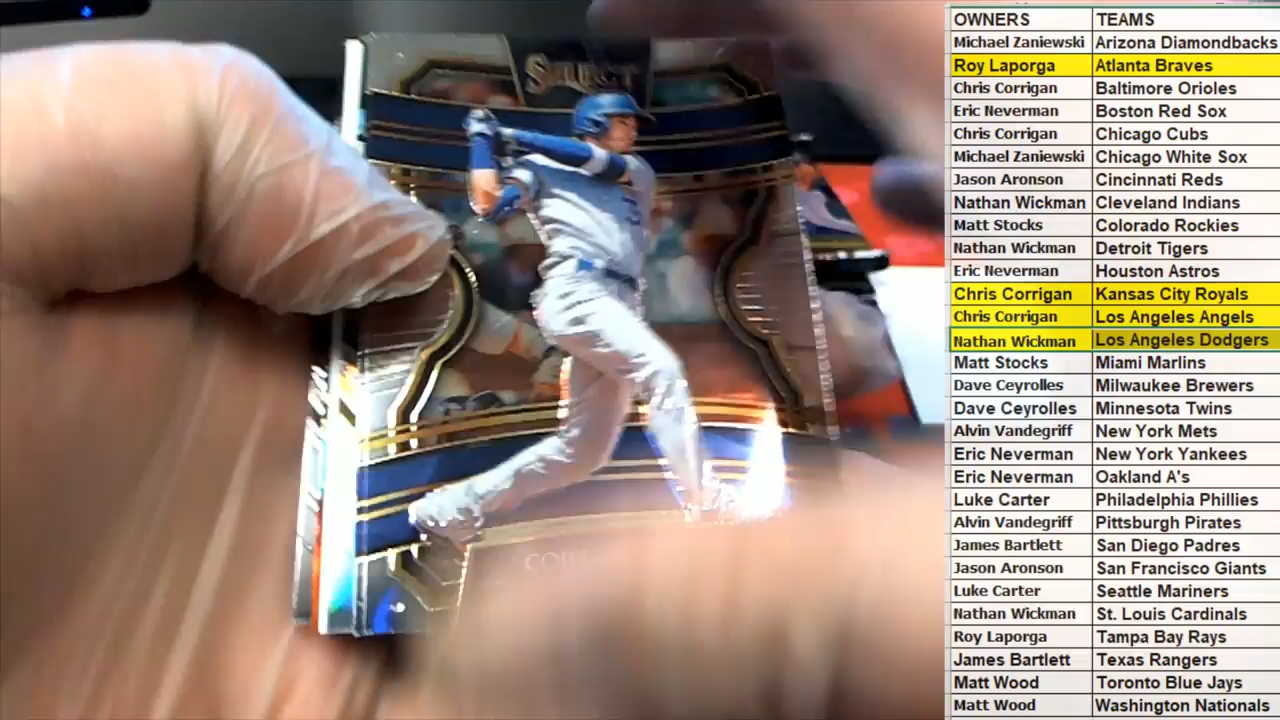 SELECT
OWNERS TEAMS
Michael Zaniewski Arizona Diamondbacks
Roy Laporga Atlanta Braves
Chris Corrigan Baltimore Orioles
Eric Neverman Boston Red Sox
Chris Corrigan Chicago Cubs
Michael Zaniewski Chicago White Sox
Jason Aronson Cincinnati Reds
Nathan Wickman Cleveland Indians
Matt Stocks Colorado Rockies
Nathan Wickman Detroit Tigers
Eric Neverman Houston Astros
Chris Corrigan Kansas City Royals
Chris Corrigan Los Angeles Angels
Nathan Wickman Los Angeles Dodgers
Matt Stocks Miami Marlins
Dave Ceyrolles Milwaukee Brewers
Dave Ceyrolles Minnesota Twins
Alvin Vandegriff New York Mets
Eric Neverman New York Yankees
Eric Neverman Oakland A's
Luke Carter Philadelphia Phillies
Alvin Vandegriff Pittsburgh Pirates
James Bartlett San Diego Padres
Jason Aronson San Francisco Giants
Luke Carter Seattle Mariners
Nathan Wickman St. Louis Cardinals
Roy Laporga Tampa Bay Rays
James Bartlett Texas Rangers
Matt Wood Toronto Blue Jays
Matt Wood Washington Nationals